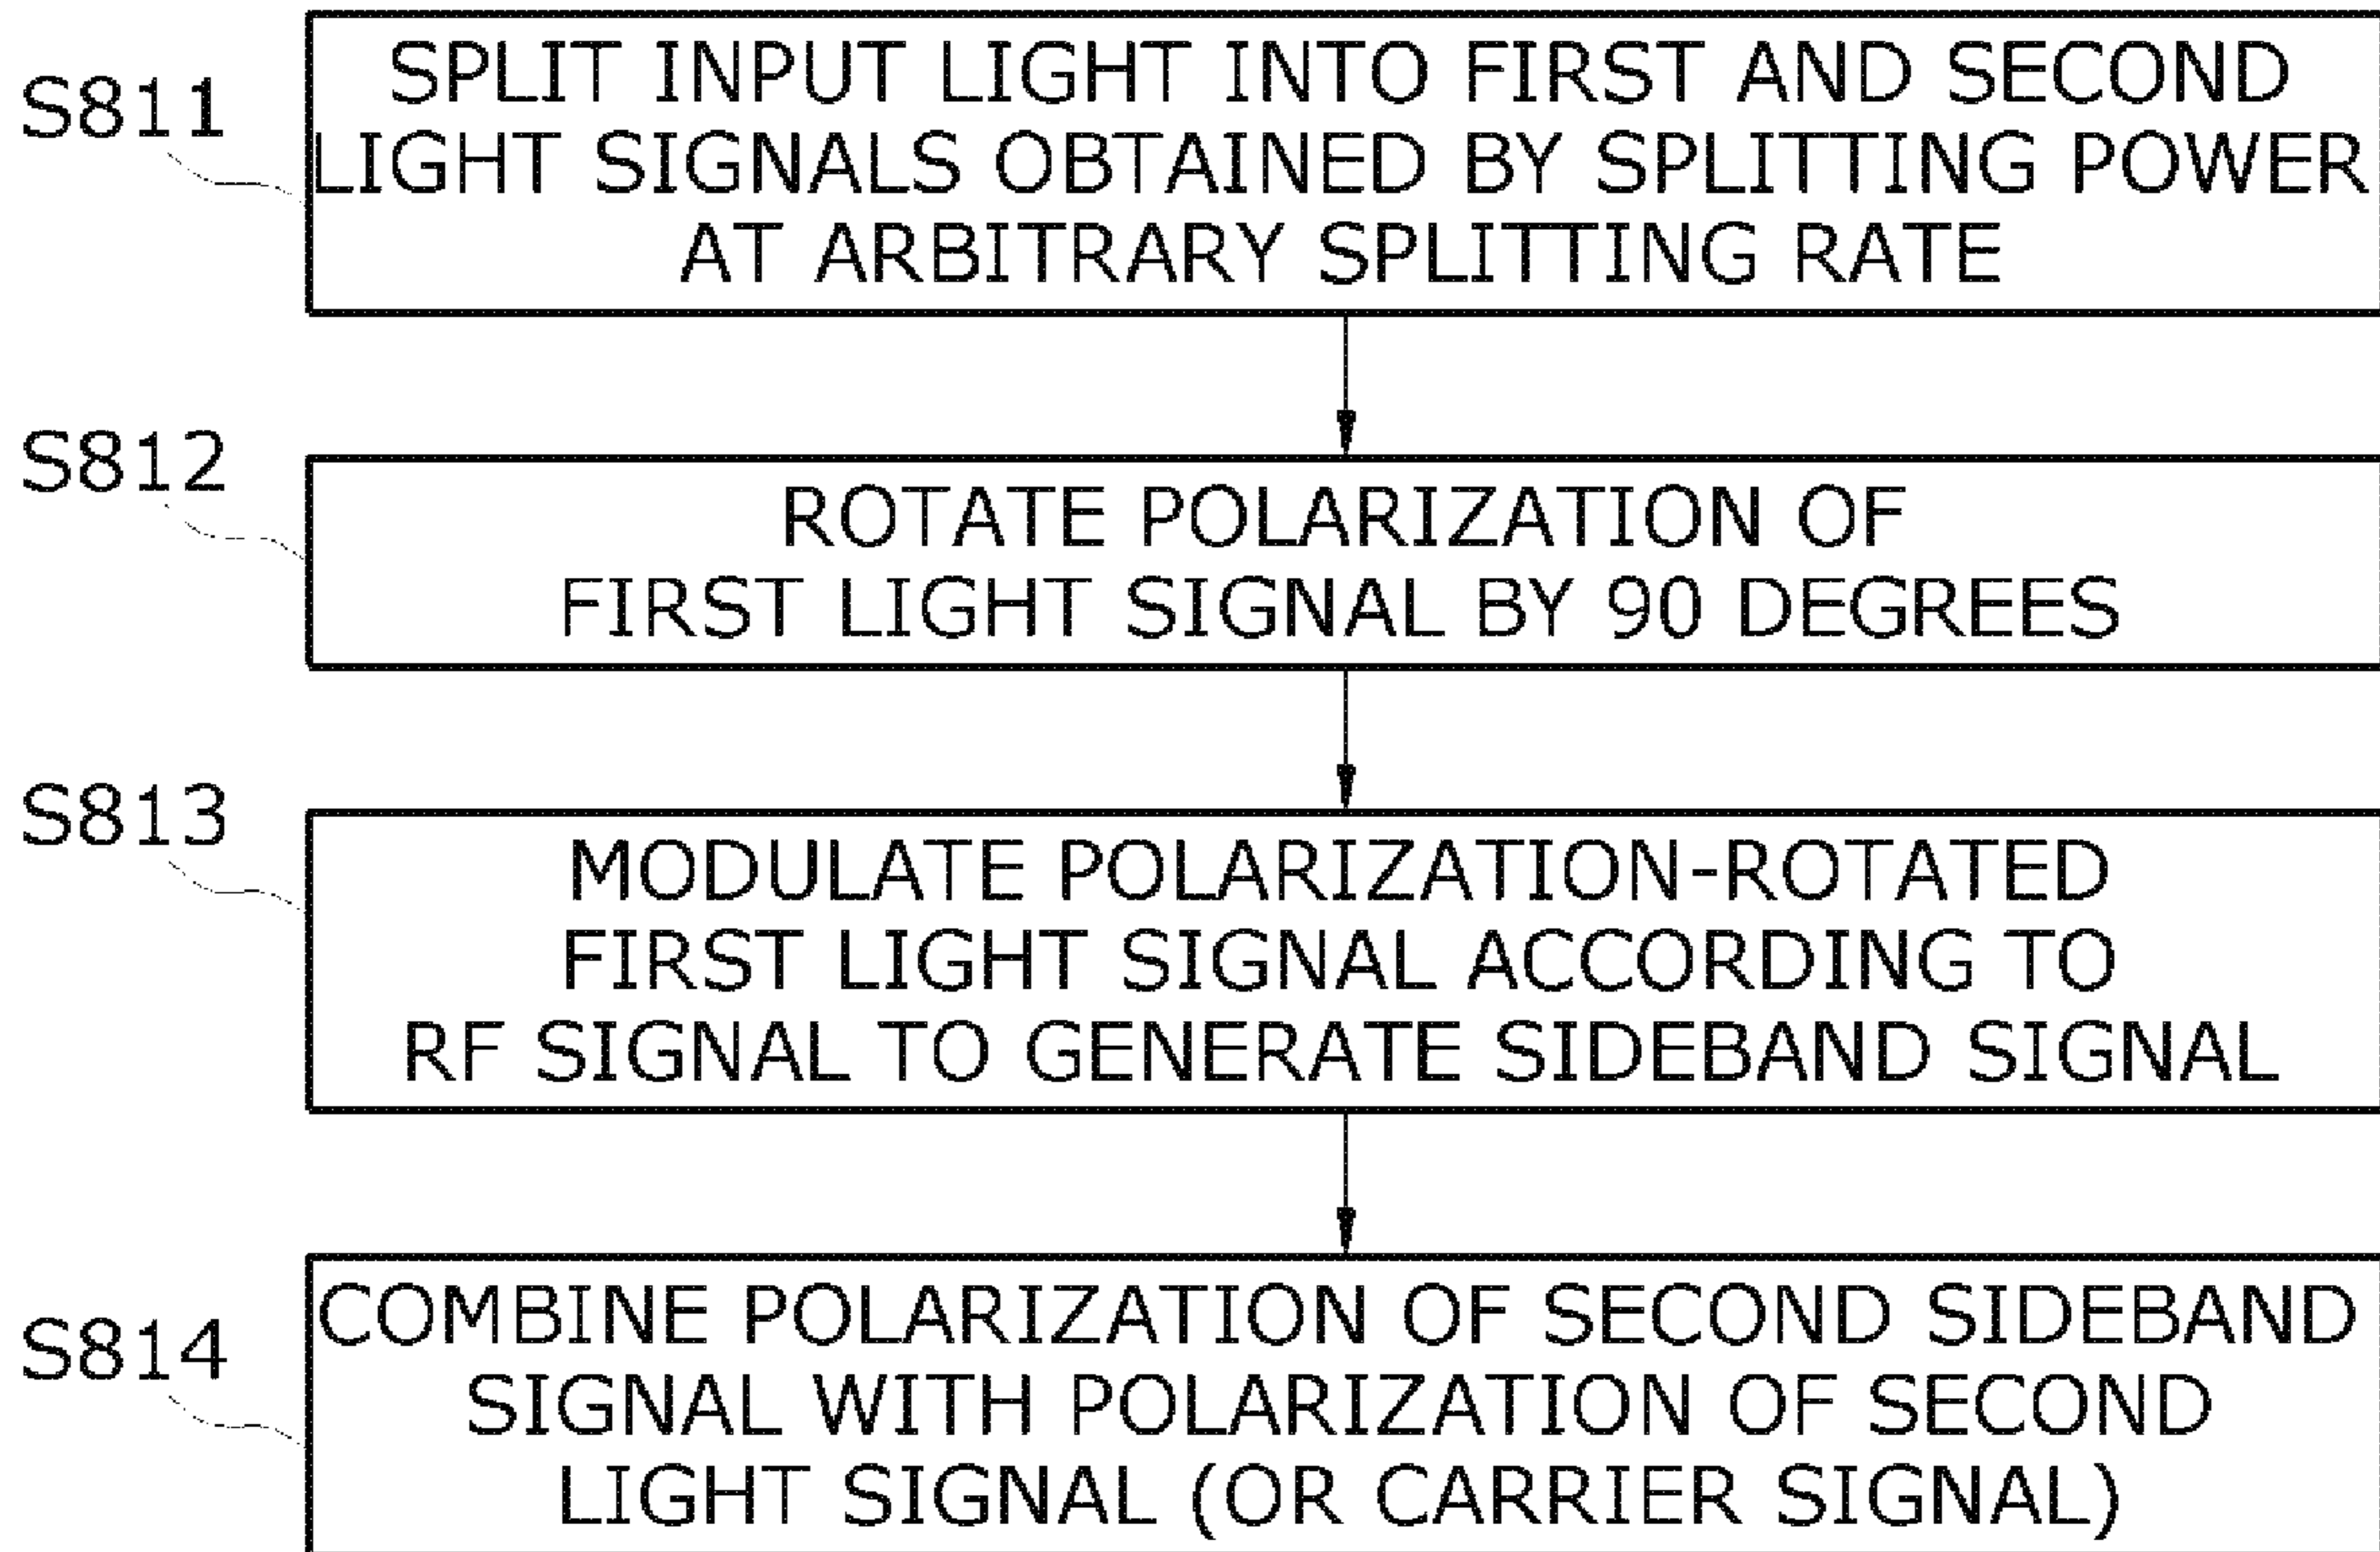 S811
SPLIT INPUT LIGHT INTO FIRST AND SECOND
LIGHT SIGNALS OBTAINED BY SPLITTING POWER
AT ARBITRARY SPLITTING RATE
S812
ROTATE POLARIZATION OF
FIRST LIGHT SIGNAL BY 90 DEGREES
S813
MODULATE POLARIZATION-ROTATED
FIRST LIGHT SIGNAL ACCORDING TO
RF SIGNAL TO GENERATE SIDEBAND SIGNAL
S814
COMBINE POLARIZATION OF SECOND SIDEBAND
SIGNAL WITH POLARIZATION OF SECOND
LIGHT SIGNAL (OR CARRIER SIGNAL)